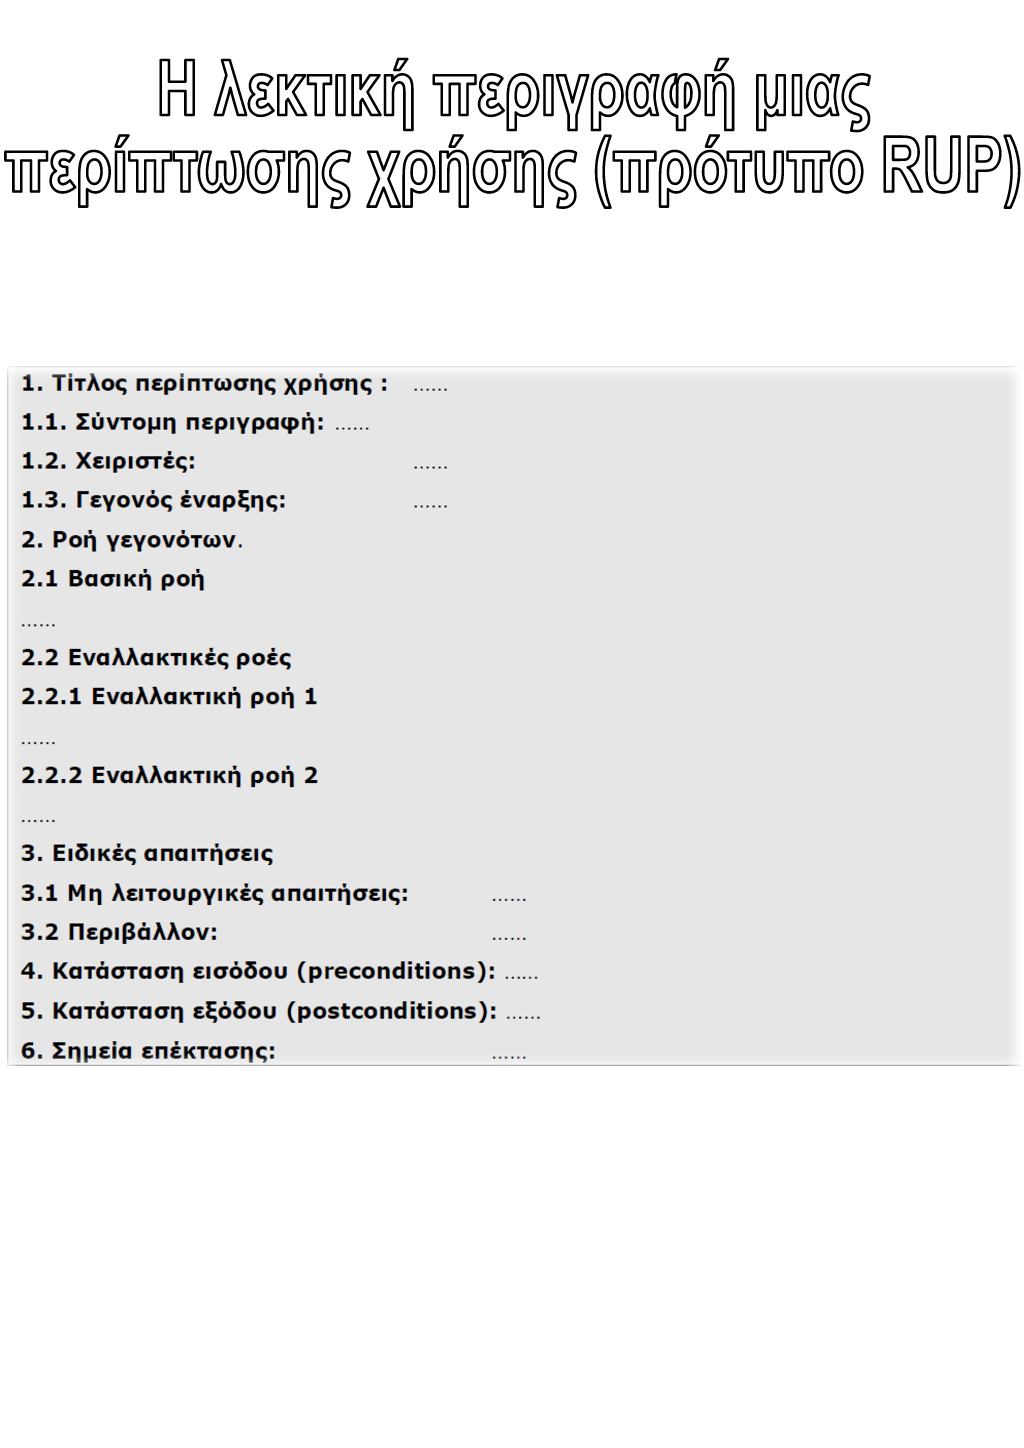 Η λεκτική περιγραφή μιας
περίπτωσης χρήσης (πρότυπο RUP)
1. Τίτλος περίπτωσης χρήσης : ……
1.1. Σύντομη περιγραφή: ……
1.2. Χειριστές: ……
1.3. Γεγονός έναρξης: ……
2. Ροή γεγονότων.
2.1 Βασική ροή
……
2.2 Εναλλακτικές ροές
2.2.1 Εναλλακτική ροή 1
……
2.2.2 Εναλλακτική ροή 2
……
3. Ειδικές απαιτήσεις
3.1 Μη λειτουργικές απαιτήσεις: ……
3.2 Περιβάλλον: ……
4. Κατάσταση εισόδου (preconditions): ……
5. Κατάσταση εξόδου (postconditions): ……
6. Σημεία επέκτασης: ……